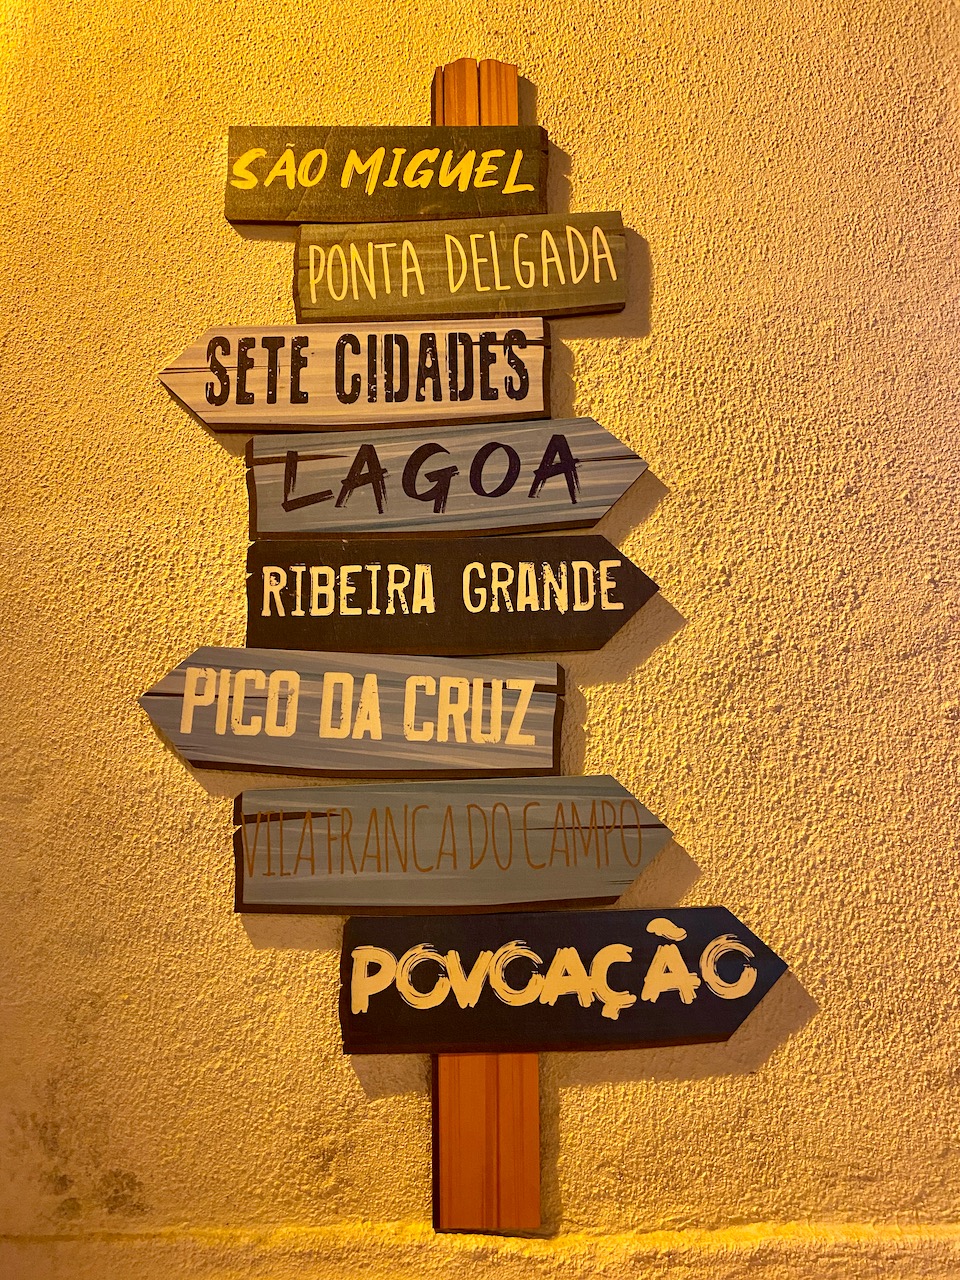 SÃO MIGUEL
PONTA DELGADA
SETE CIDADES
LAGOA
RIBEIRA GRANDE
PICO DA CRUZ
VILA FRANCA DO CAMPO
POVOAÇÃO